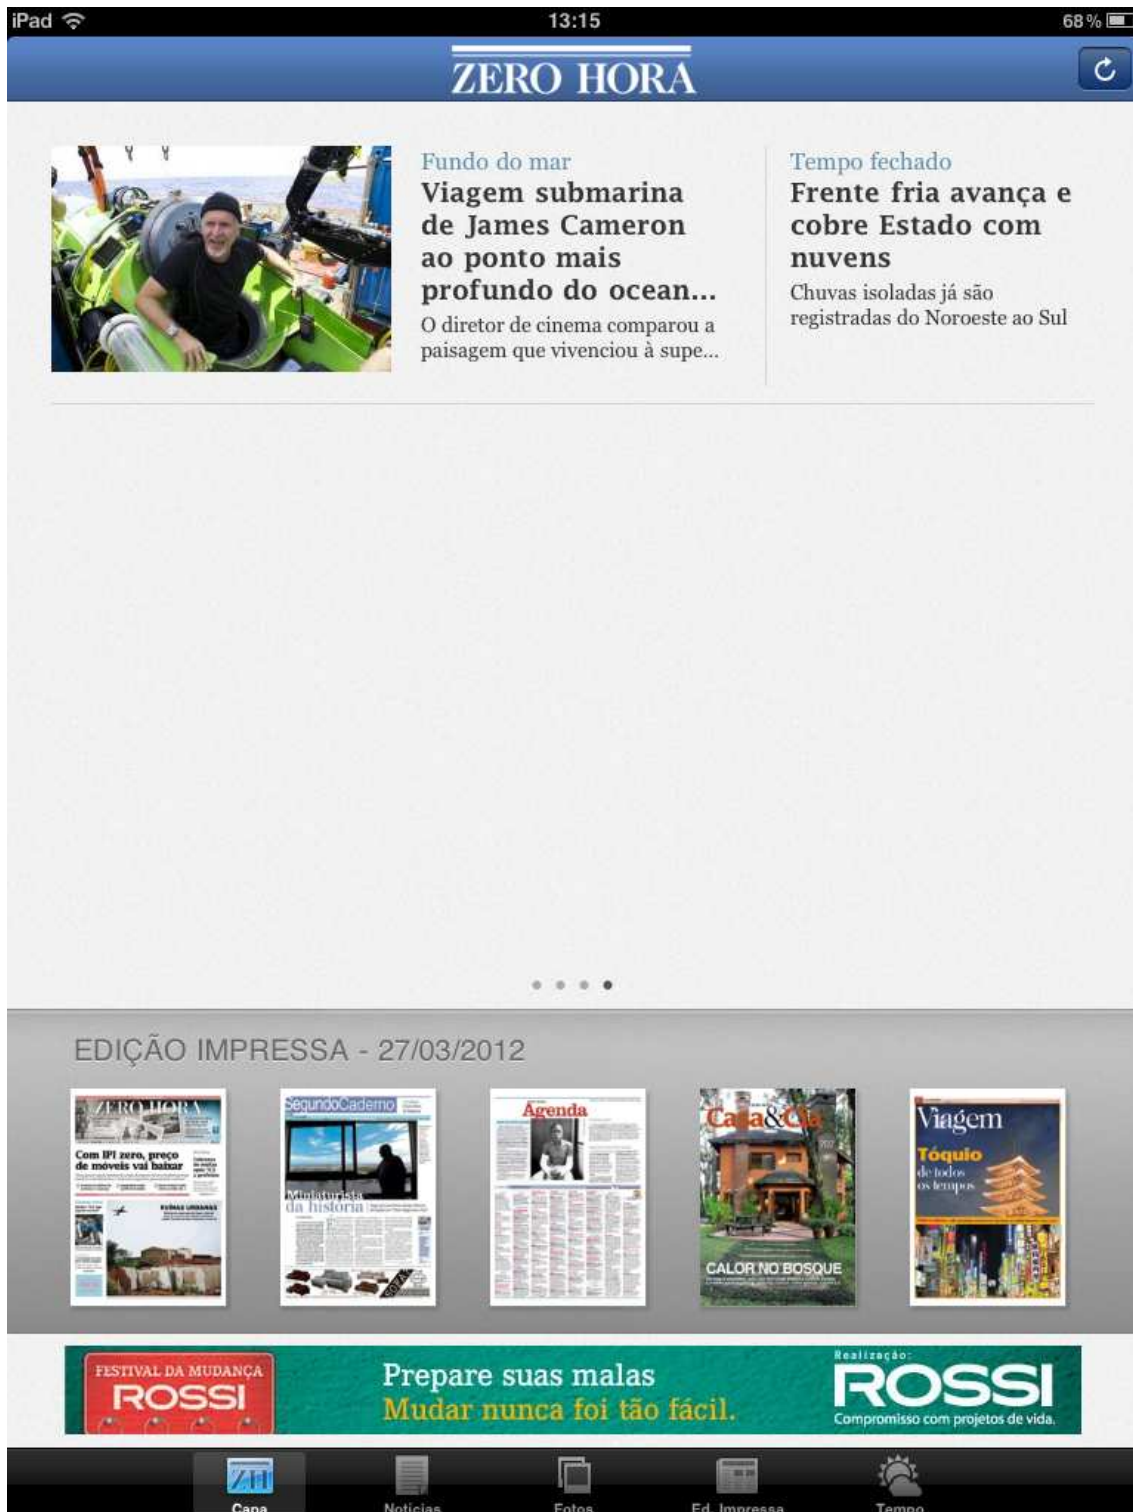 iPad
13:15
68%
ZERO HORA
Fundo do mar
Viagem submarina
de James Cameron
ao ponto mais
profundo do ocean...
O diretor de cinema comparou a
paisagem que vivenciou à supe...
Tempo fechado
Frente fria avança e
cobre Estado com
nuvens
Chuvas isoladas já são
registradas do Noroeste ao Sul
EDIÇÃO IMPRESSA - 27/03/2012
ZERO HORA
Com IPI zero, preço
de móveis vai baixar
RUÍNAS URBANAS
SegundoCaderno
Miniaturista
da história
Agenda
Casa&Cia
CALOR NO BOSQUE
Viagem
Tóquio
de todos
os tempos
FESTIVAL DA MUDANÇA
ROSSI
Prepare suas malas
Mudar nunca foi tão fácil.
Realização:
ROSSI
Compromisso com projetos de vida.
ZH
Capa
Notícias
Fotos
Ed. Impressa
Tempo